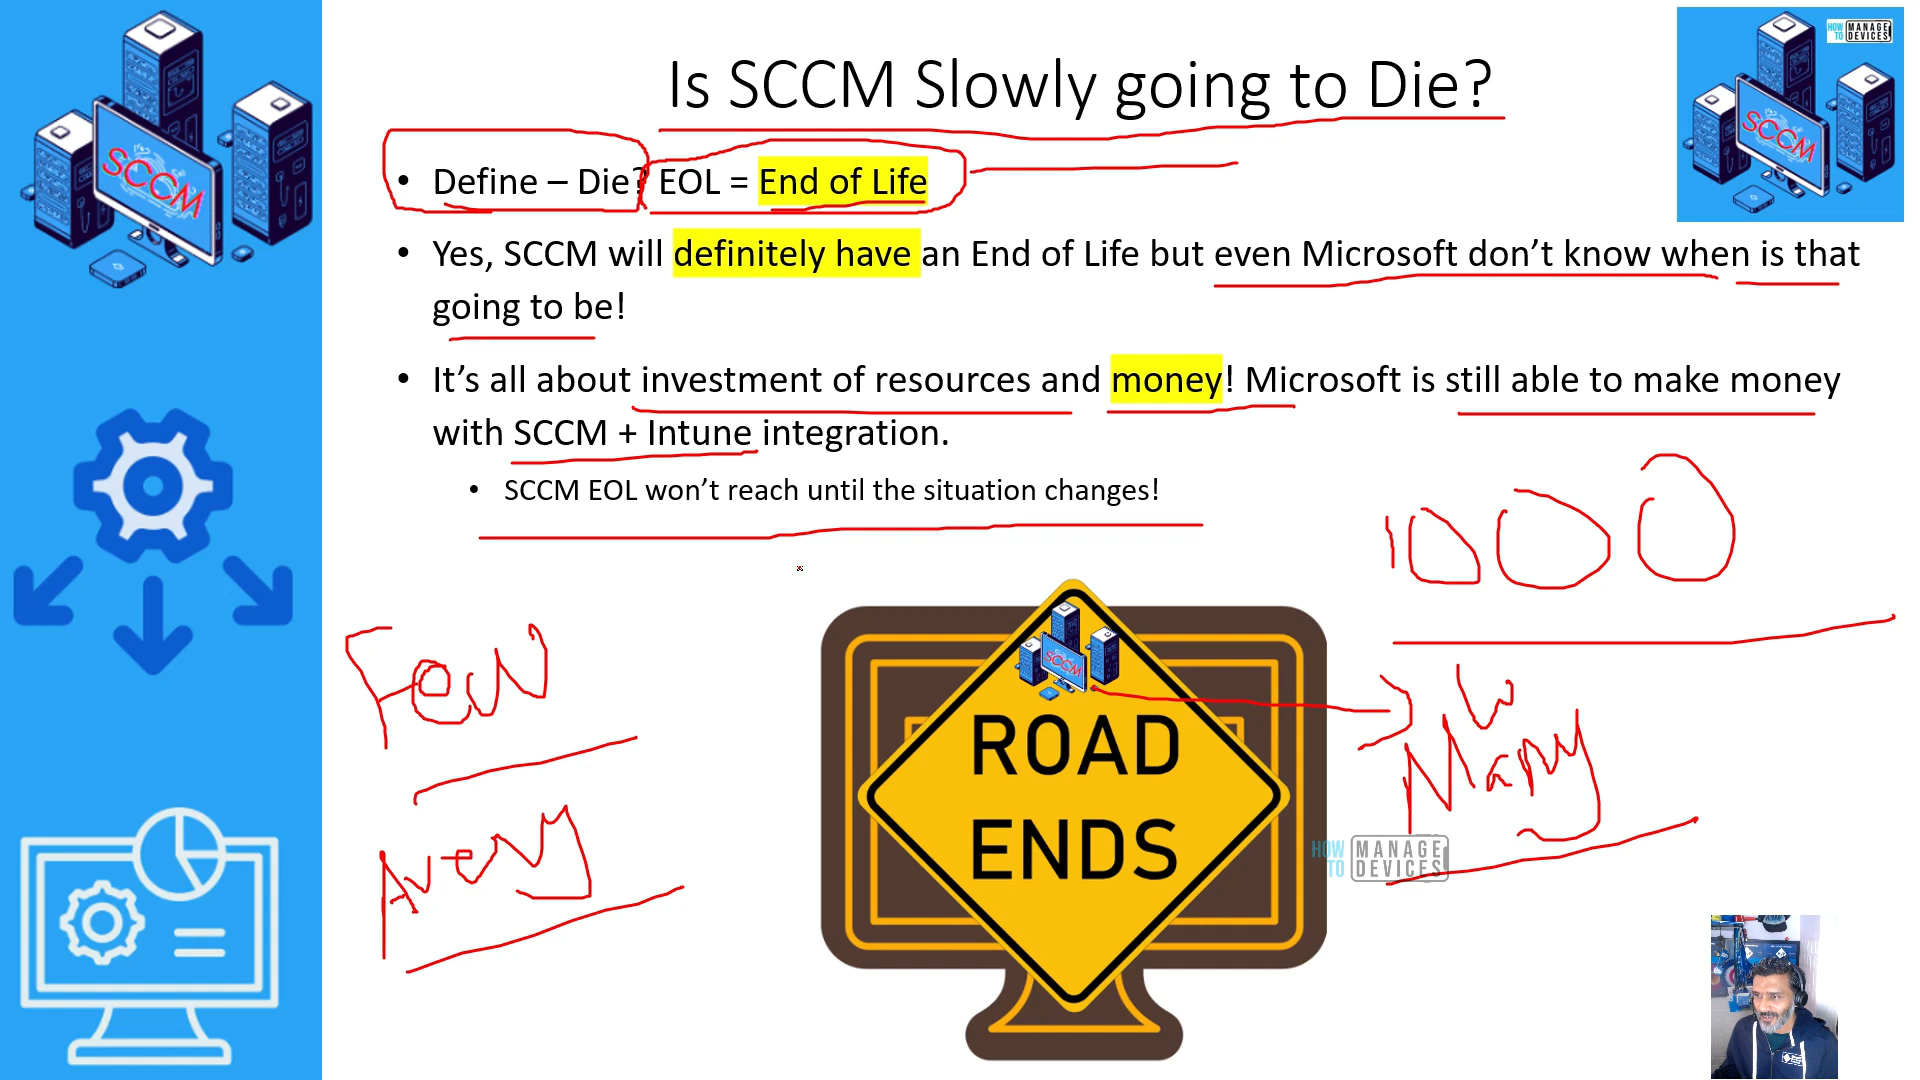 HOW TO MANAGE DEVICES
Is SCCM Slowly going to Die?
SCCM
SCCM
• Define – Die? EOL = End of Life
• Yes, SCCM will definitely have an End of Life but even Microsoft don’t know when is that
going to be!
• It’s all about investment of resources and money! Microsoft is still able to make money
with SCCM + Intune integration.
• SCCM EOL won’t reach until the situation changes!
1000
Few
SCCM
Many
ROAD
ENDS
HOW TO MANAGE DEVICES